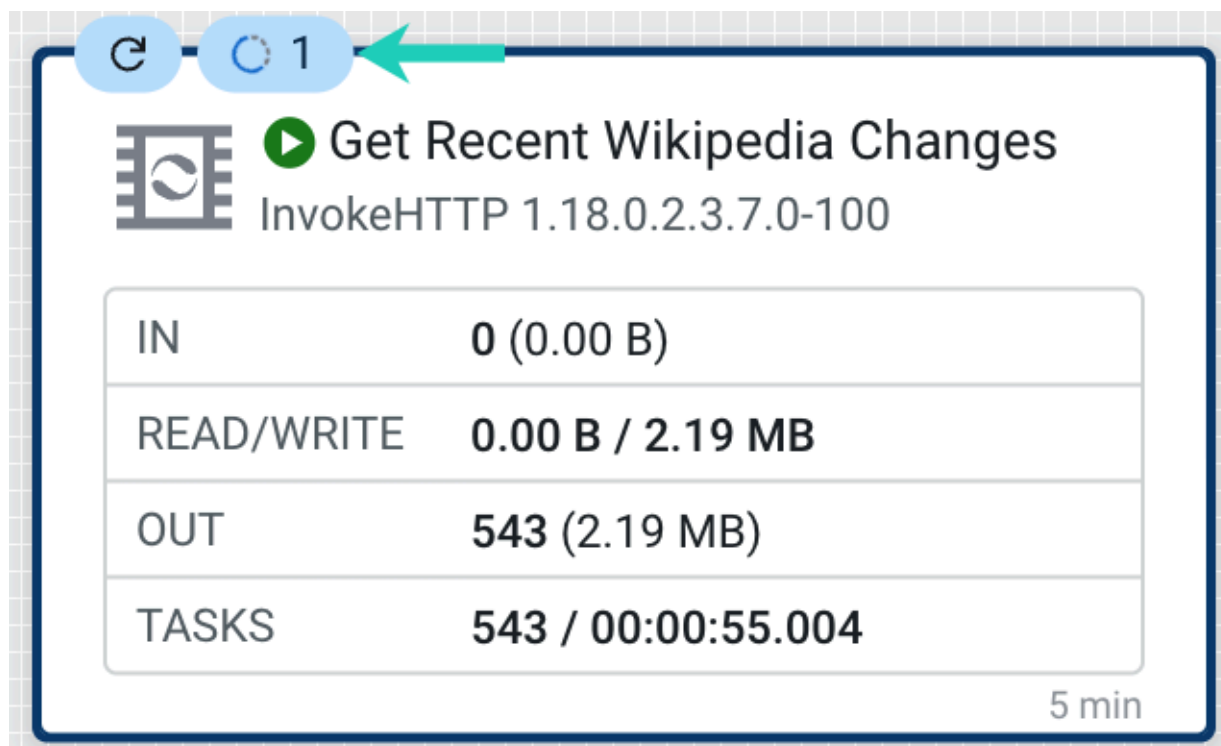 1
Get Recent Wikipedia Changes
InvokeHTTP 1.18.0.2.3.7.0-100
IN 0 (0.00 B)
READ/WRITE 0.00 B / 2.19 MB
OUT 543 (2.19 MB)
TASKS 543 / 00:00:55.004
5 min